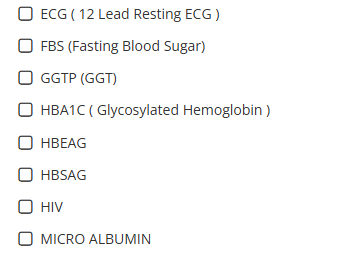 ECG ( 12 Lead Resting ECG )
FBS (Fasting Blood Sugar)
GGTP (GGT)
HBA1C ( Glycosylated Hemoglobin )
HBEAG
HBSAG
HIV
MICRO ALBUMIN